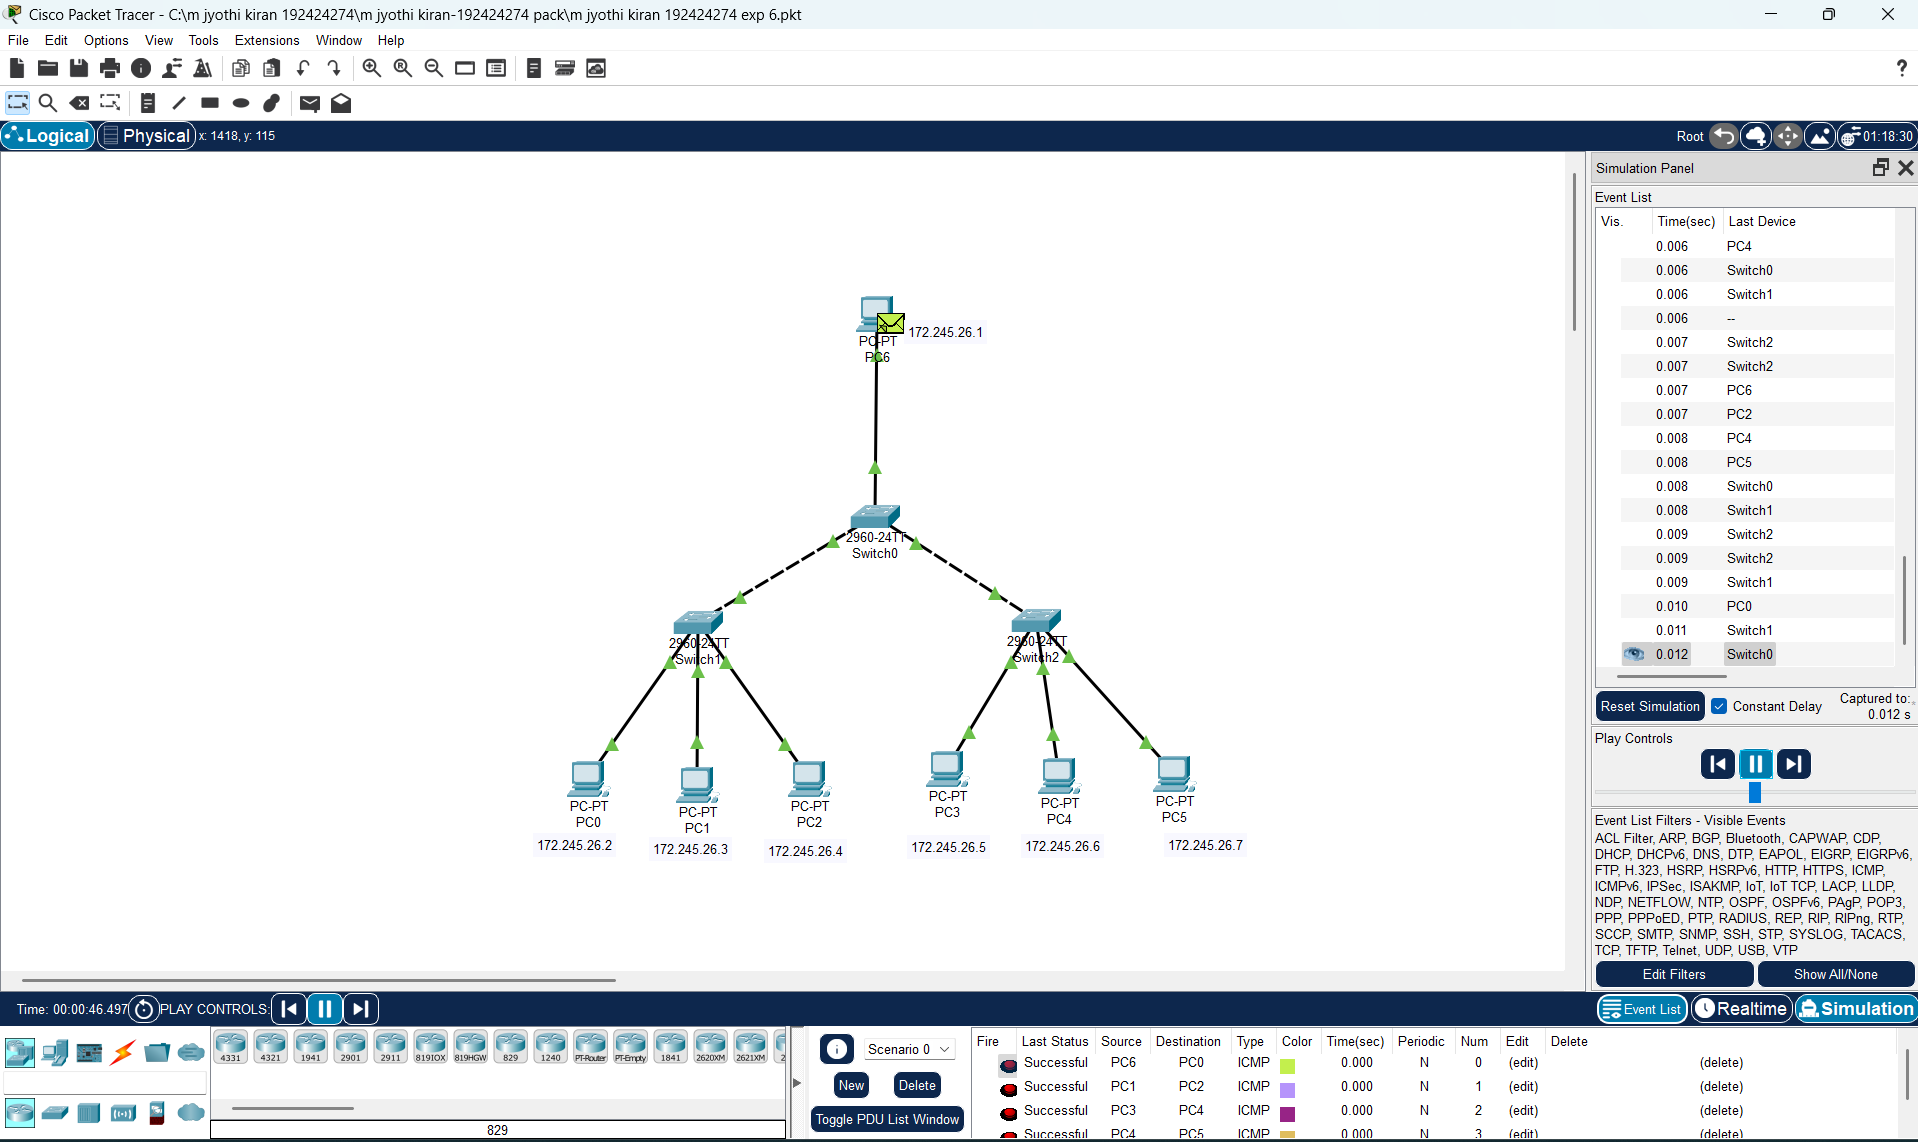 Cisco Packet Tracer - C:\m jyothi kiran 192424274\m jyothi kiran-192424274 pack\m jyothi kiran 192424274 exp 6.pkt
File Edit Options View Tools Extensions Window Help
?
Logical Physical x: 1418, y: 115 Root 01:18:30
PC-PT
PC6
172.245.26.1
2960-24TT
Switch0
2960-24TT
Switch1
2960-24TT
Switch2
PC-PT
PC0
172.245.26.2
PC-PT
PC1
172.245.26.3
PC-PT
PC2
172.245.26.4
PC-PT
PC3
172.245.26.5
PC-PT
PC4
172.245.26.6
PC-PT
PC5
172.245.26.7
Simulation Panel
Event List
Vis. Time(sec) Last Device
0.006 PC4
0.006 Switch0
0.006 Switch1
0.006 --
0.007 Switch2
0.007 Switch2
0.007 PC6
0.007 PC2
0.008 PC4
0.008 PC5
0.008 Switch0
0.008 Switch1
0.009 Switch2
0.009 Switch2
0.009 Switch1
0.010 PC0
0.011 Switch1
0.012 Switch0
Reset Simulation Constant Delay Captured to:
0.012 s
Play Controls
Event List Filters - Visible Events
ACL Filter, ARP, BGP, Bluetooth, CAPWAP, CDP,
DHCP, DHCPv6, DNS, DTP, EAPOL, EIGRP, EIGRPv6,
FTP, H.323, HSRP, HSRPv6, HTTP, HTTPS, ICMP,
ICMPv6, IPSec, ISAKMP, IoT, IoT TCP, LACP, LLDP,
NDP, NETFLOW, NTP, OSPF, OSPFv6, PAgP, POP3,
PPP, PPPoED, PTP, RADIUS, REP, RIP, RIPng, RTP,
SCCP, SMTP, SNMP, SSH, STP, SYSLOG, TACACS,
TCP, TFTP, Telnet, UDP, USB, VTP
Edit Filters Show All/None
Time: 00:00:46.497 PLAY CONTROLS: Event List Realtime Simulation
4331 4321 1941 2901 2911 819IOX 819HGW 829 1240 PT-Router PT-Empty 1841 2620XM 2621XM 2
829
Scenario 0
New Delete
Toggle PDU List Window
Fire Last Status Source Destination Type Color Time(sec) Periodic Num Edit Delete
Successful PC6 PC0 ICMP 0.000 N 0 (edit) (delete)
Successful PC1 PC2 ICMP 0.000 N 1 (edit) (delete)
Successful PC3 PC4 ICMP 0.000 N 2 (edit) (delete)
Successful PC4 PC5 ICMP 0.000 N 3 (edit) (delete)